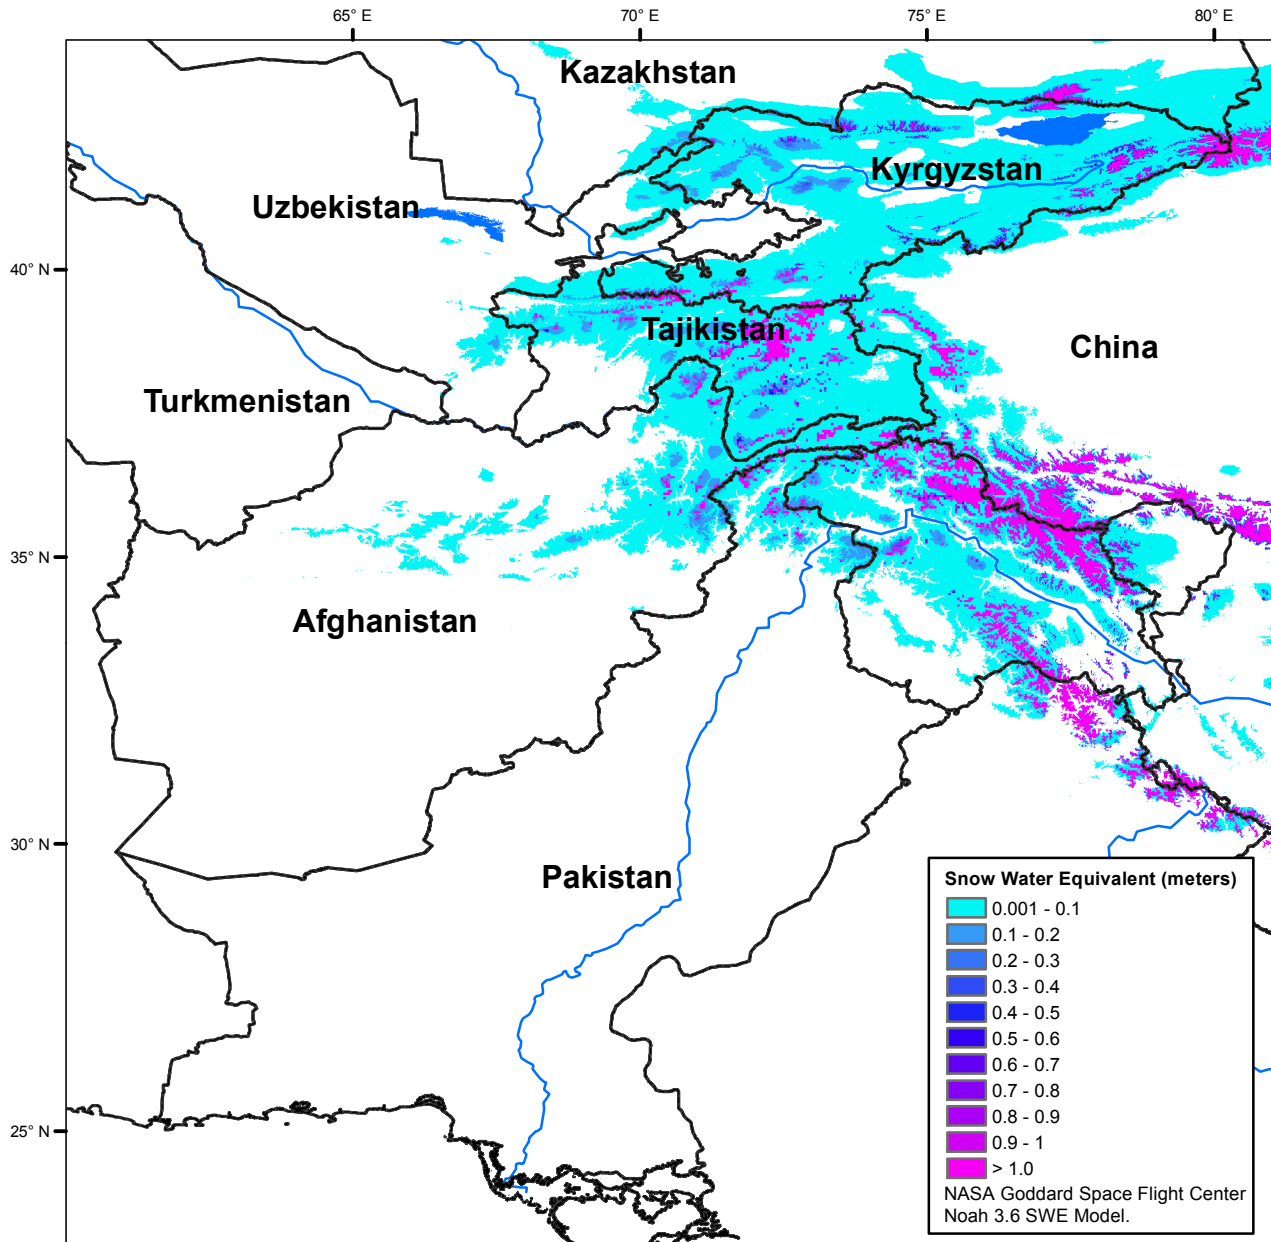 65° E
70° E
75° E
80° E
Kazakhstan
Kyrgyzstan
Uzbekistan
40° N
Tajikistan
China
Turkmenistan
35° N
Afghanistan
30° N
Pakistan
25° N
Snow Water Equivalent (meters)
0.001 - 0.1
0.1 - 0.2
0.2 - 0.3
0.3 - 0.4
0.4 - 0.5
0.5 - 0.6
0.6 - 0.7
0.7 - 0.8
0.8 - 0.9
0.9 - 1
> 1.0
NASA Goddard Space Flight Center
Noah 3.6 SWE Model.